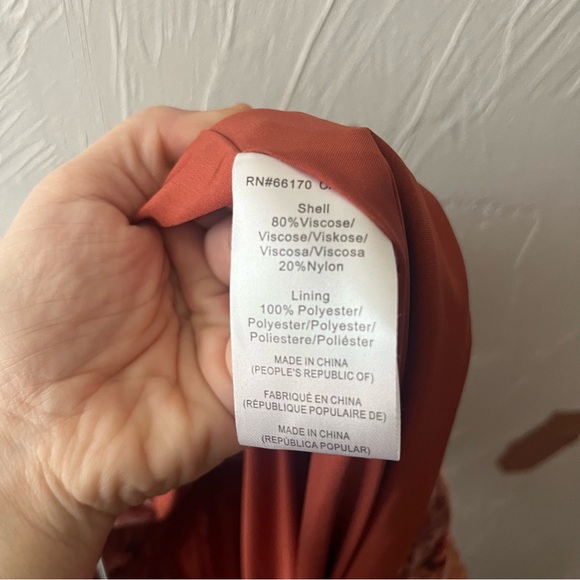 RN#66170
Shell
80%Viscose/
Viscose/Viskose/
Viscosa/Viscosa
20%Nylon
Lining
100% Polyester/
Polyester/Polyester/
Poliestere/Poliéster
MADE IN CHINA
(PEOPLE'S REPUBLIC OF)
FABRIQUÉ EN CHINA
(RÉPUBLIQUE POPULAIRE DE)
MADE IN CHINA
(REPÚBLICA POPULAR)